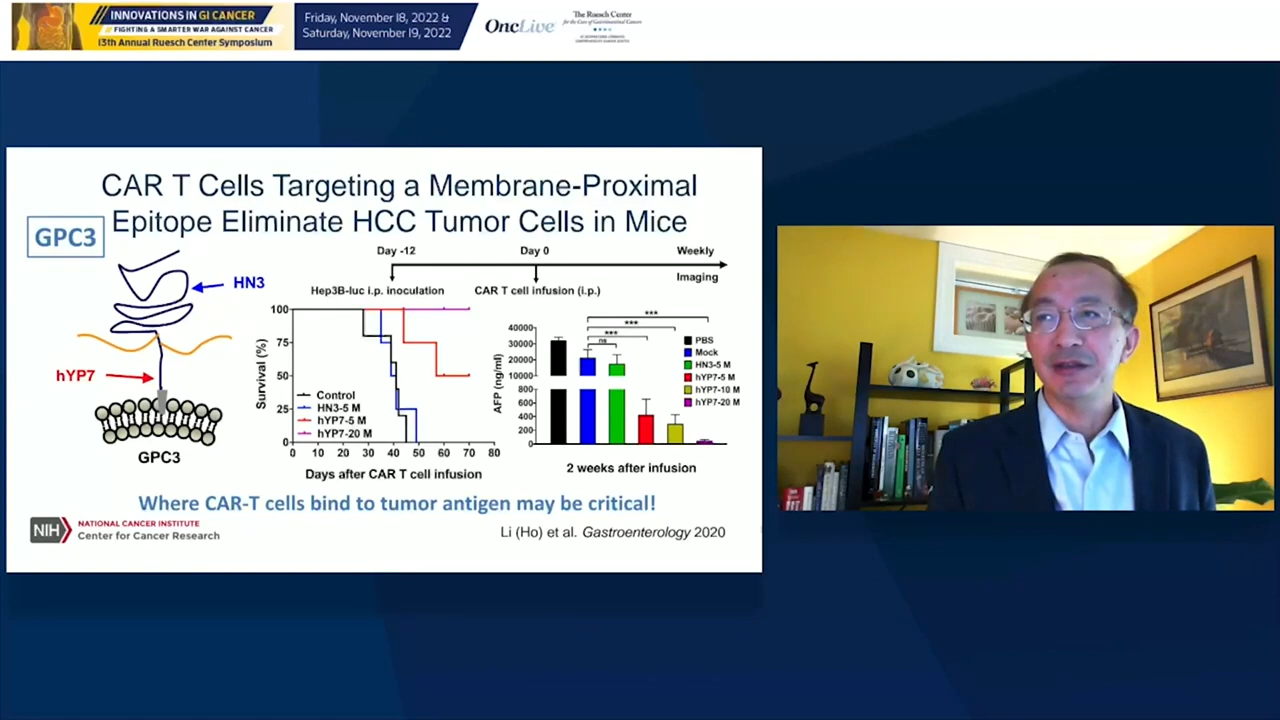 INNOVATIONS IN GI CANCER
FIGHTING A SMARTER WAR AGAINST CANCER
13th Annual Ruesch Center Symposium
Friday, November 18, 2022 &
Saturday, November 19, 2022
OncLive
The Ruesch Center
for the Cure of Gastrointestinal Cancers
CAR T Cells Targeting a Membrane-Proximal
Epitope Eliminate HCC Tumor Cells in Mice
GPC3
HN3
hYP7
GPC3
Day -12
Day 0
Weekly
Imaging
Hep3B-luc i.p. inoculation
CAR T cell infusion (i.p.)
Survival (%)
100
75
50
25
0
Control
HN3-5 M
hYP7-5 M
hYP7-20 M
0 10 20 30 40 50 60 70 80
Days after CAR T cell infusion
AFP (ng/ml)
40000
30000
20000
10000
800
600
400
200
0
***
***
***
ns
PBS
Mock
HN3-5 M
hYP7-5 M
hYP7-10 M
hYP7-20 M
2 weeks after infusion
Where CAR-T cells bind to tumor antigen may be critical!
NIH
NATIONAL CANCER INSTITUTE
Center for Cancer Research
Li (Ho) et al. Gastroenterology 2020